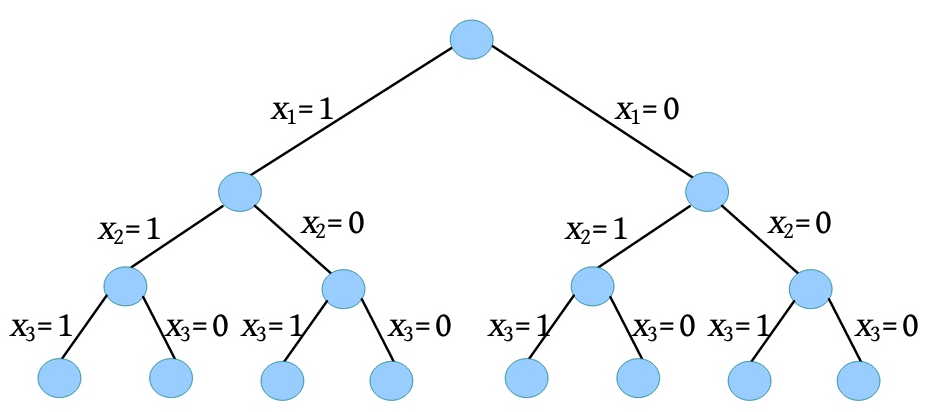 x₁= 1
x₁= 0
x₂= 1
x₂= 0
x₂= 1
x₂= 0
x₃= 1
x₃= 0
x₃= 1
x₃= 0
x₃= 1
x₃= 0
x₃= 1
x₃= 0